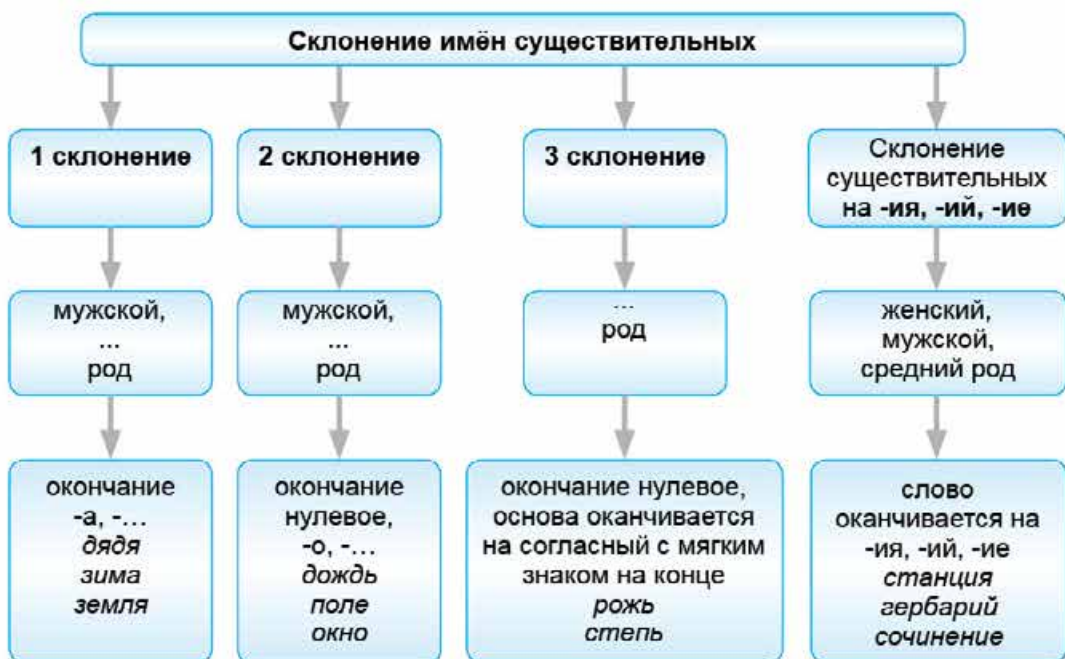 Склонение имён существительных
1 склонение
2 склонение
3 склонение
Склонение
существительных
на -ия, -ий, -ие
мужской,
...
род
мужской,
...
род
...
род
женский,
мужской,
средний род
окончание
-а, -...
дядя
зима
земля
окончание
нулевое,
-о, -...
дождь
поле
окно
окончание нулевое,
основа оканчивается
на согласный с мягким
знаком на конце
рожь
степь
слово
оканчивается на
-ия, -ий, -ие
станция
гербарий
сочинение